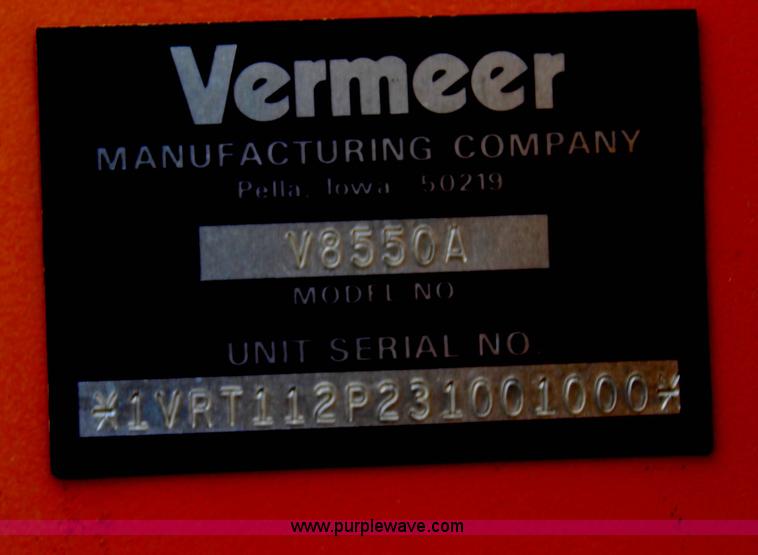 Vermeer
MANUFACTURING COMPANY
Pella, Iowa 50219
V8550A
MODEL NO
UNIT SERIAL NO.
*1VRT112P231001000*
www.purplewave.com